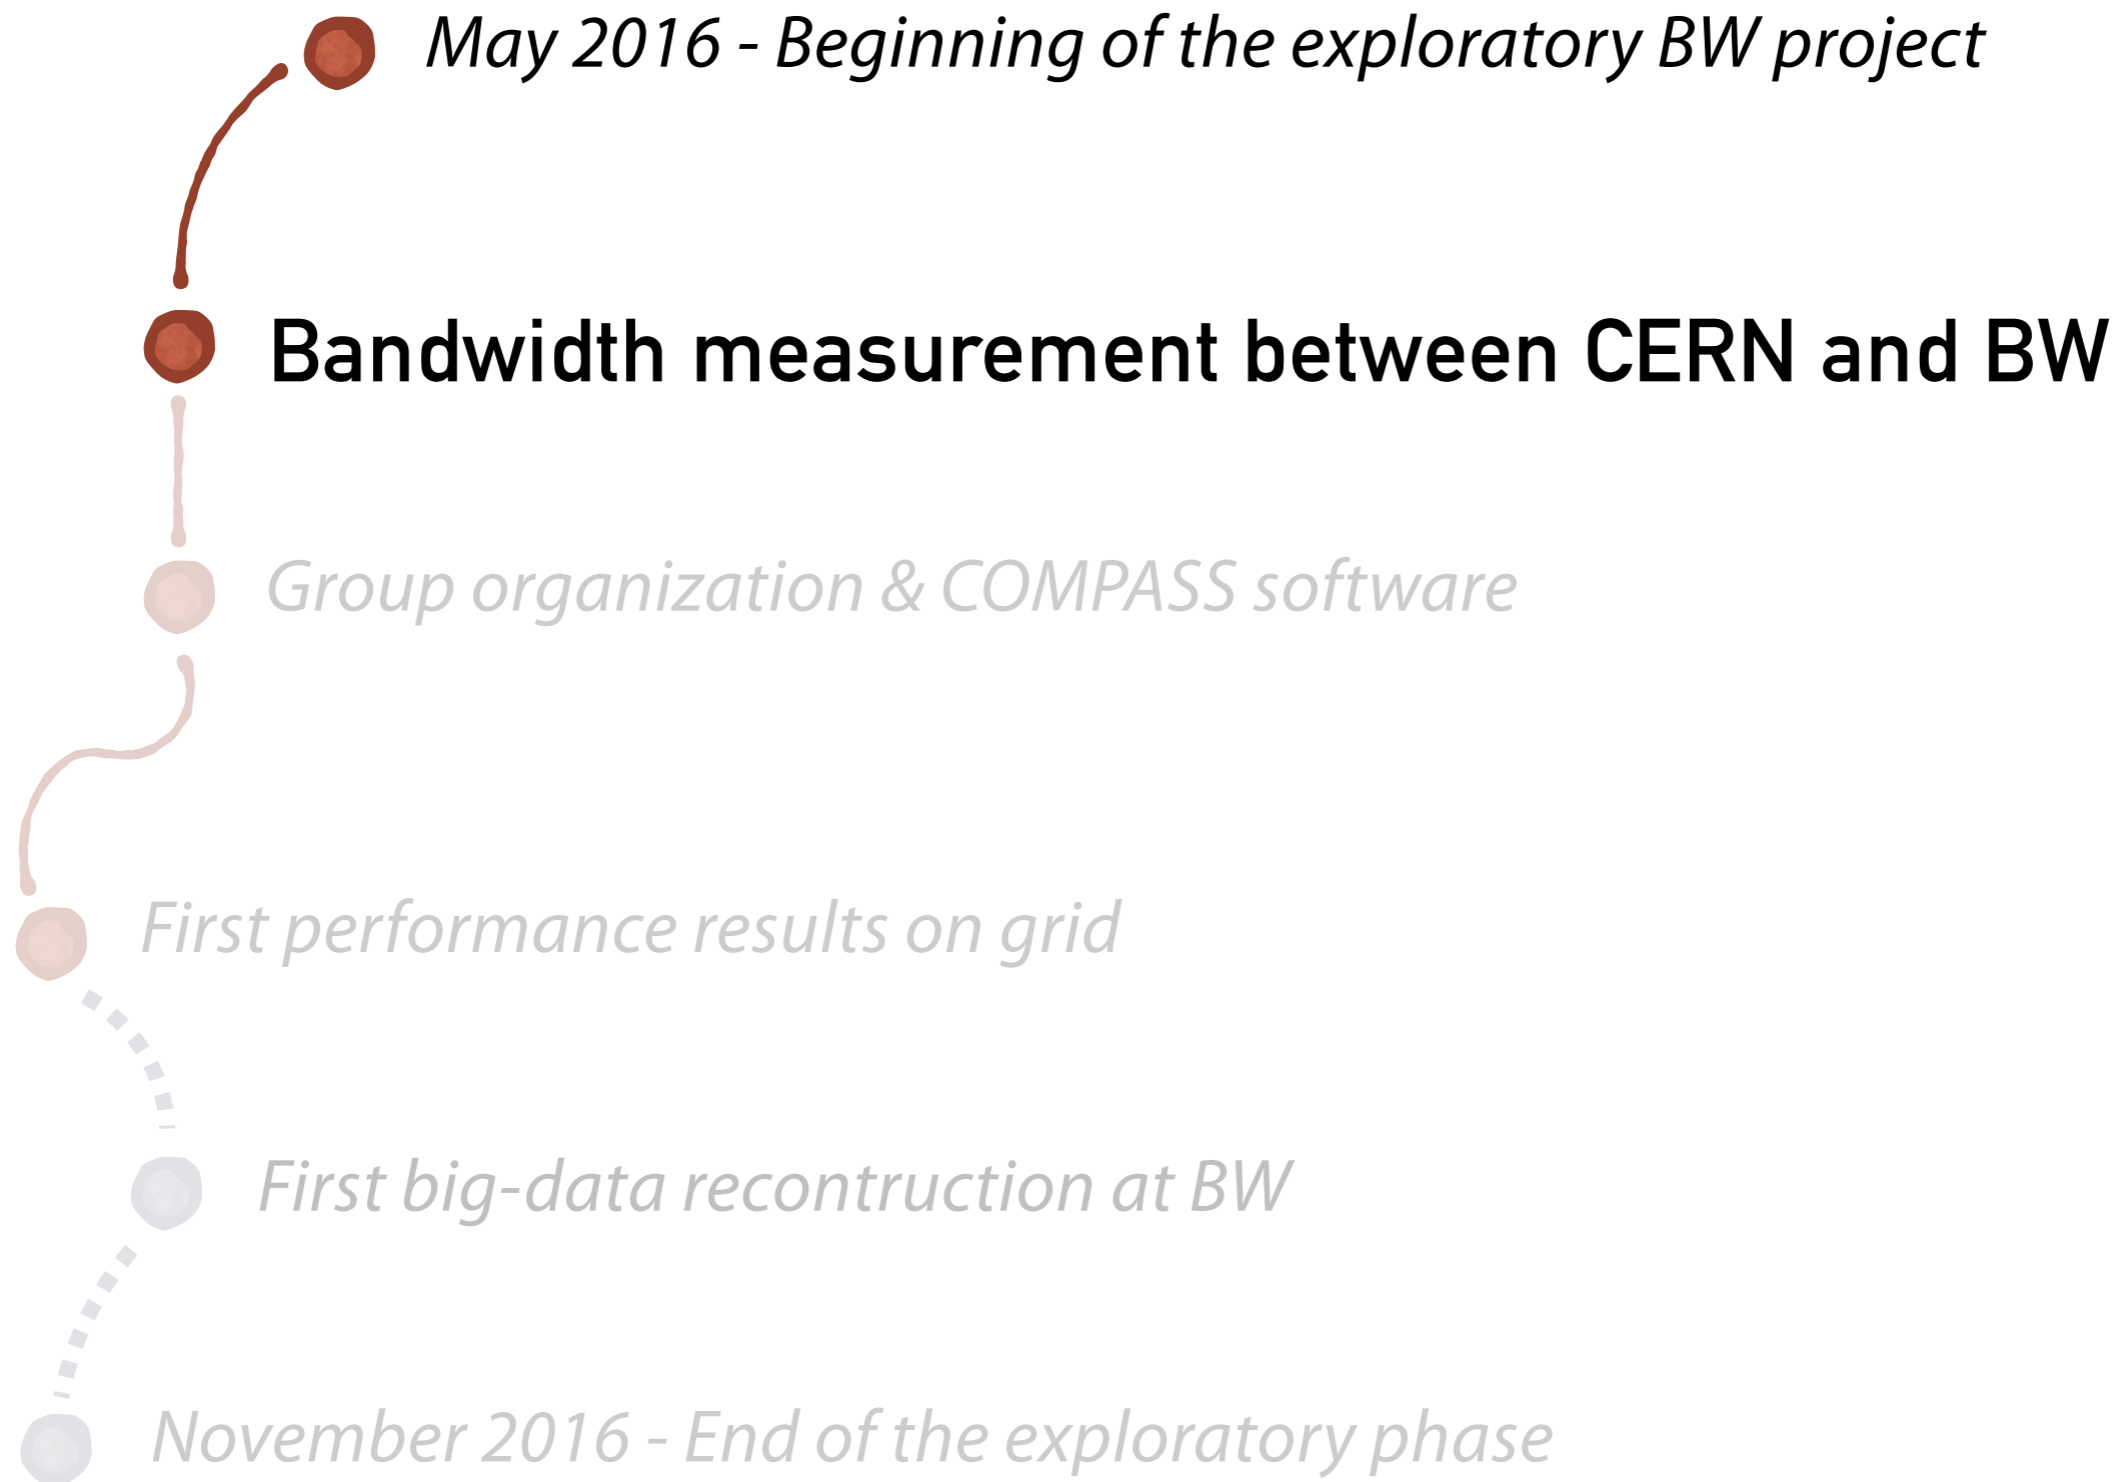 May 2016 - Beginning of the exploratory BW project
Bandwidth measurement between CERN and BW
Group organization & COMPASS software
First performance results on grid
First big-data recontruction at BW
November 2016 - End of the exploratory phase